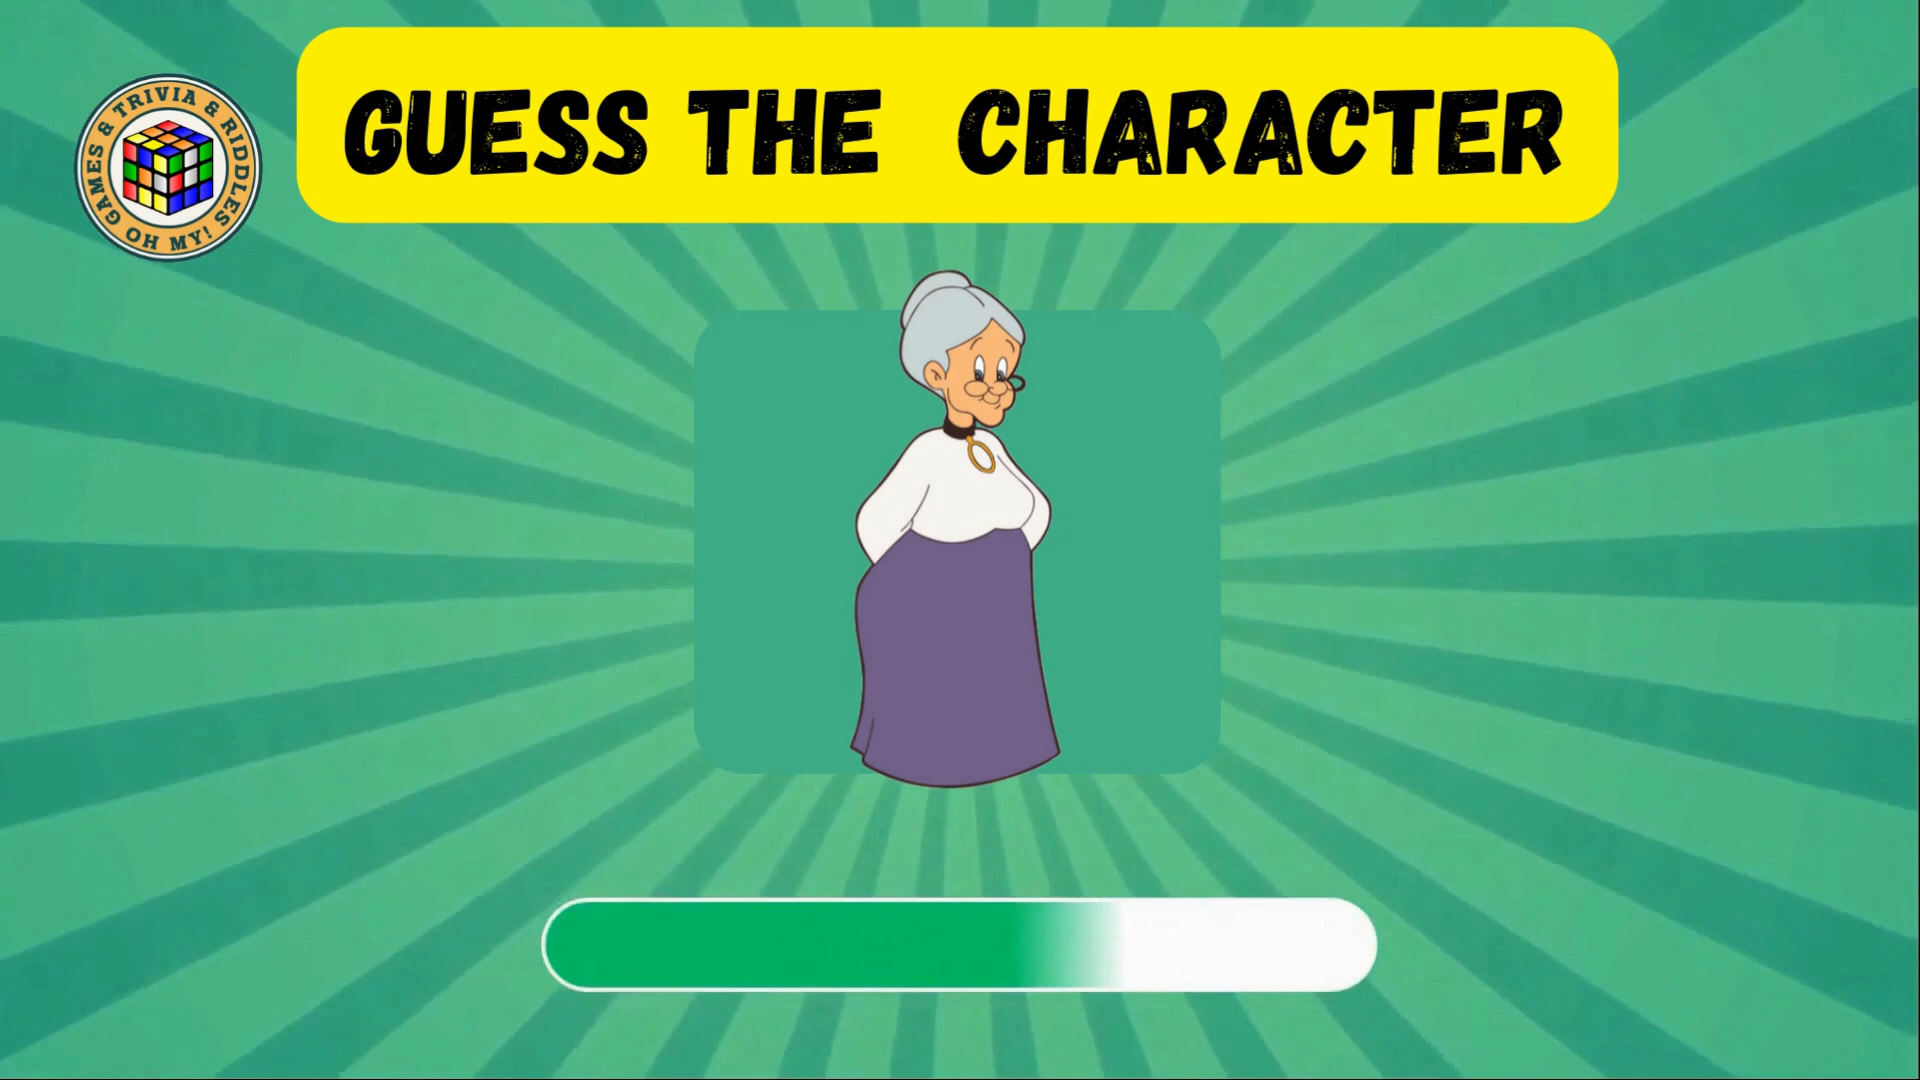 GUESS THE CHARACTER
GAMES & TRIVIA & RIDDLES!
OH MY!